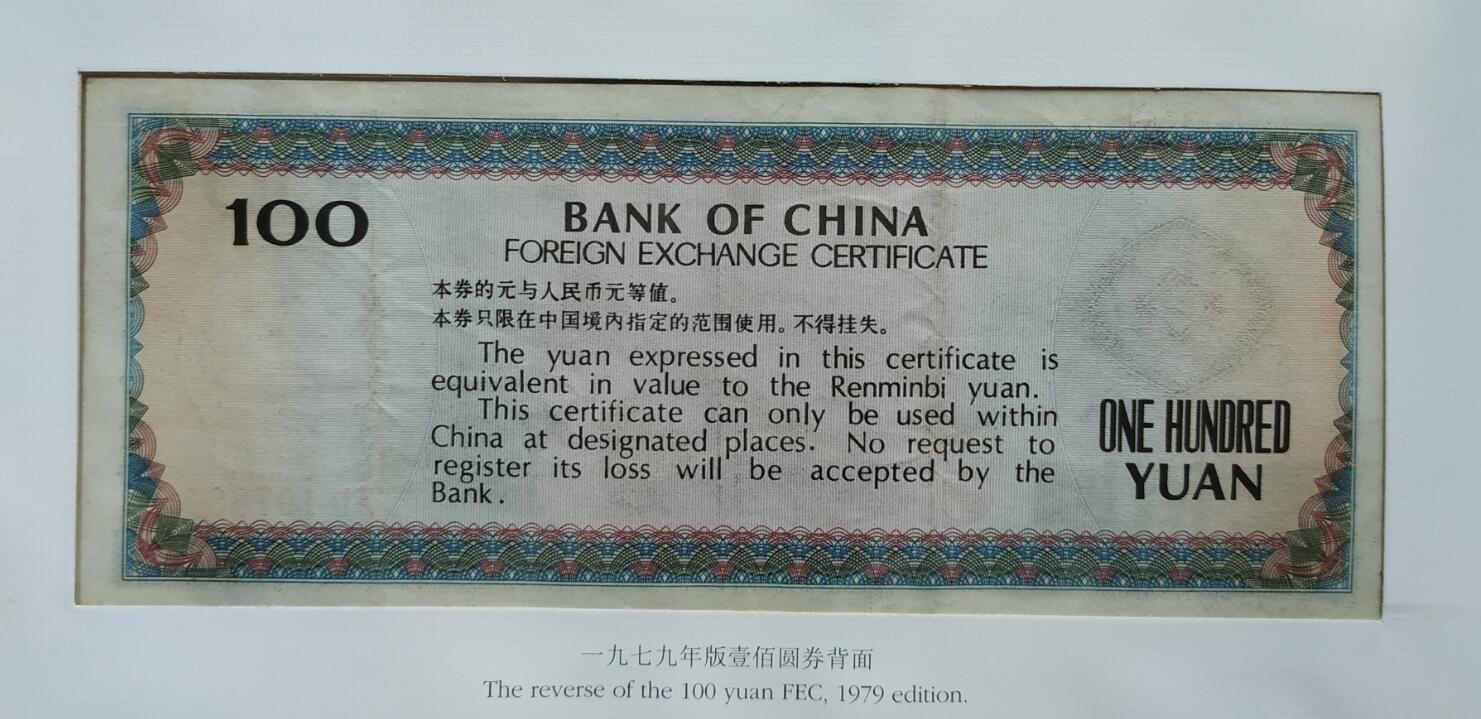 100
BANK OF CHINA
FOREIGN EXCHANGE CERTIFICATE
本券的元与人民币元等值。
本券只限在中国境内指定的范围使用。不得挂失。
The yuan expressed in this certificate is
equivalent in value to the Renminbi yuan.
This certificate can only be used within
China at designated places. No request to
register its loss will be accepted by the
Bank.
ONE HUNDRED
YUAN
一九七九年版壹佰圆券背面
The reverse of the 100 yuan FEC, 1979 edition.